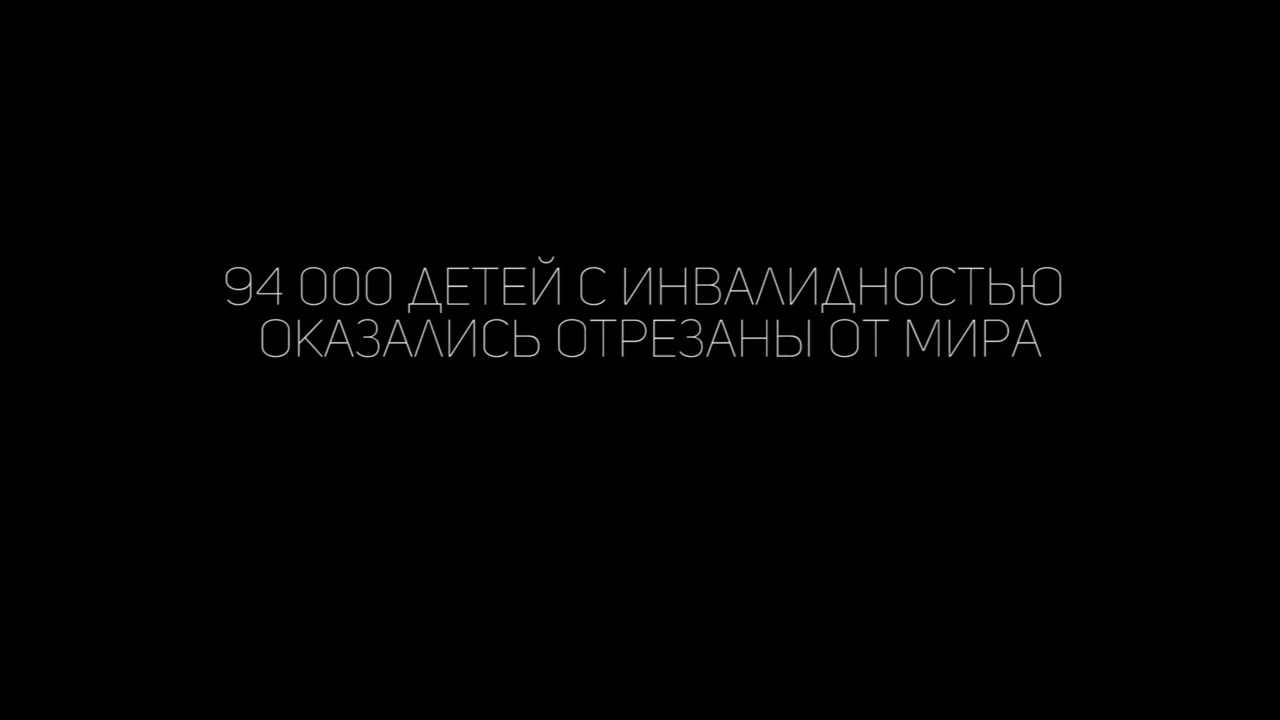 94 000 ДЕТЕЙ С ИНВАЛИДНОСТЬЮ
ОКАЗАЛИСЬ ОТРЕЗАНЫ ОТ МИРА